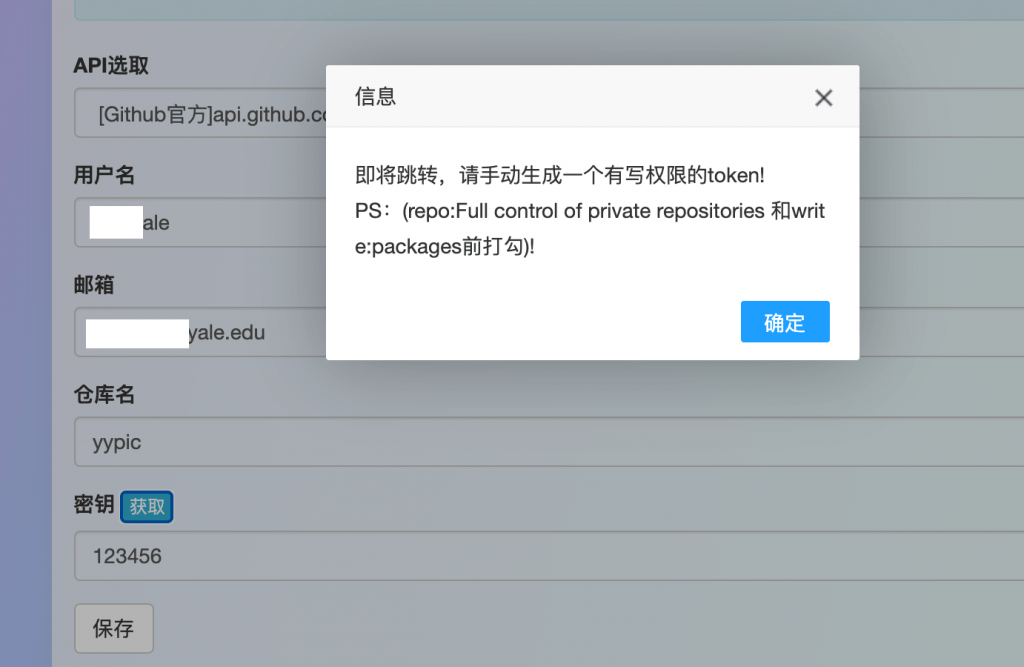 API选取
[Github官方]api.github.co
信息
即将跳转，请手动生成一个有写权限的token!
PS：(repo:Full control of private repositories 和writ
e:packages前打勾)!
确定
用户名
ale
邮箱
yale.edu
仓库名
yypic
密钥 获取
123456
保存